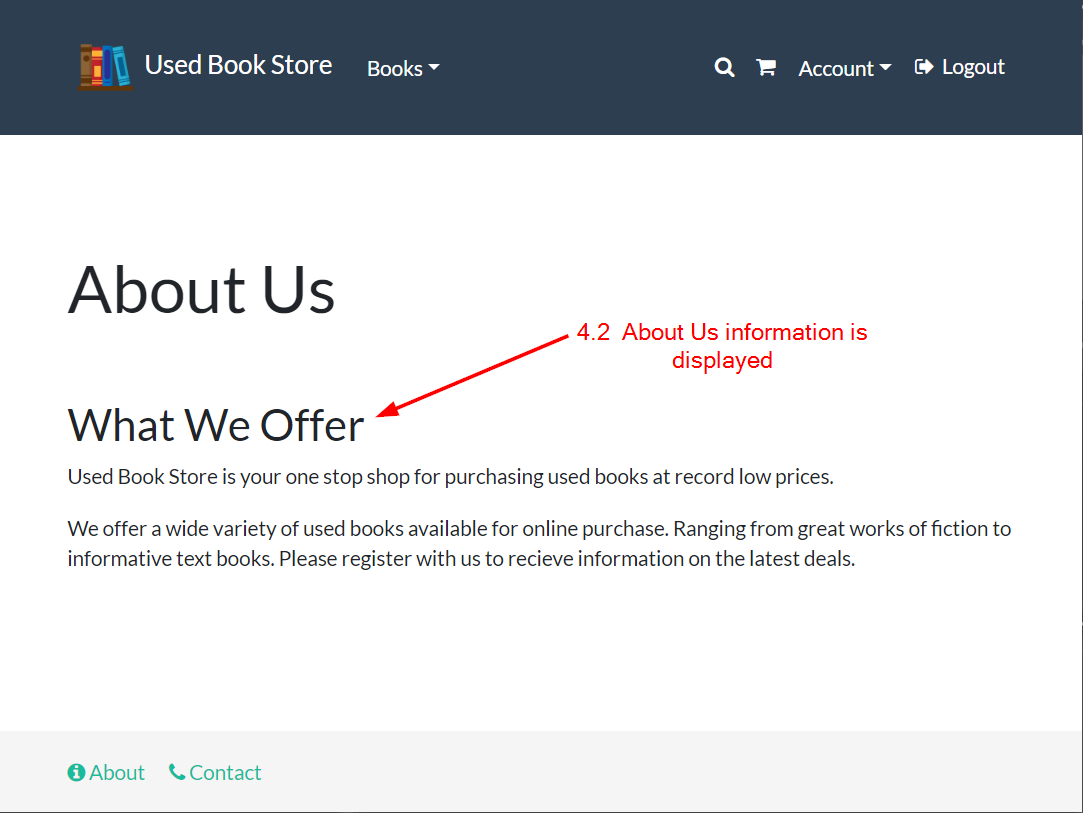 Used Book Store Books Account Logout
About Us
4.2 About Us information is
displayed
What We Offer
Used Book Store is your one stop shop for purchasing used books at record low prices.
We offer a wide variety of used books available for online purchase. Ranging from great works of fiction to
informative text books. Please register with us to recieve information on the latest deals.
About Contact